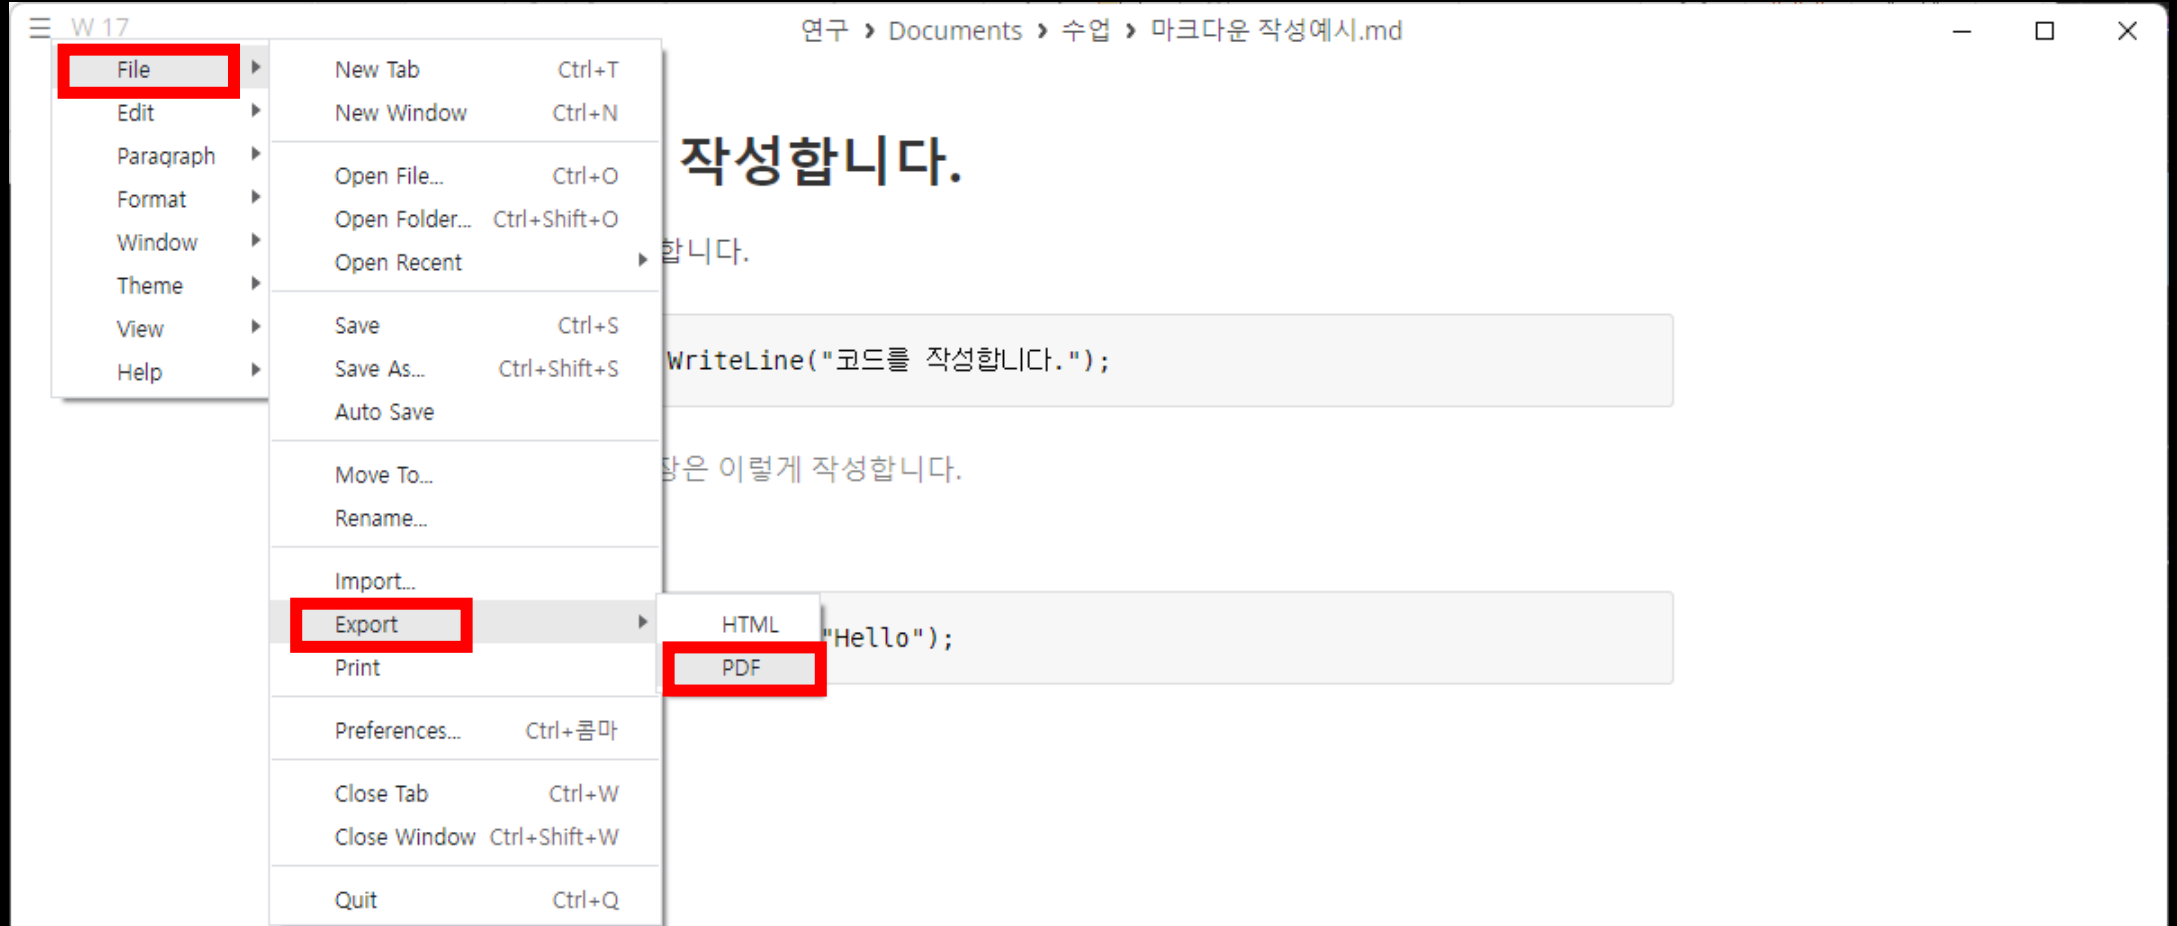 W 17
연구 › Documents › 수업 › 마크다운 작성예시.md
File
Edit
Paragraph
Format
Window
Theme
View
Help
New Tab Ctrl+T
New Window Ctrl+N
Open File... Ctrl+O
Open Folder... Ctrl+Shift+O
Open Recent
Save Ctrl+S
Save As... Ctrl+Shift+S
Auto Save
Move To...
Rename...
Import...
Export
Print
Preferences... Ctrl+콤마
Close Tab Ctrl+W
Close Window Ctrl+Shift+W
Quit Ctrl+Q
HTML
PDF
작성합니다.
합니다.
WriteLine("코드를 작성합니다.");
장은 이렇게 작성합니다.
"Hello");